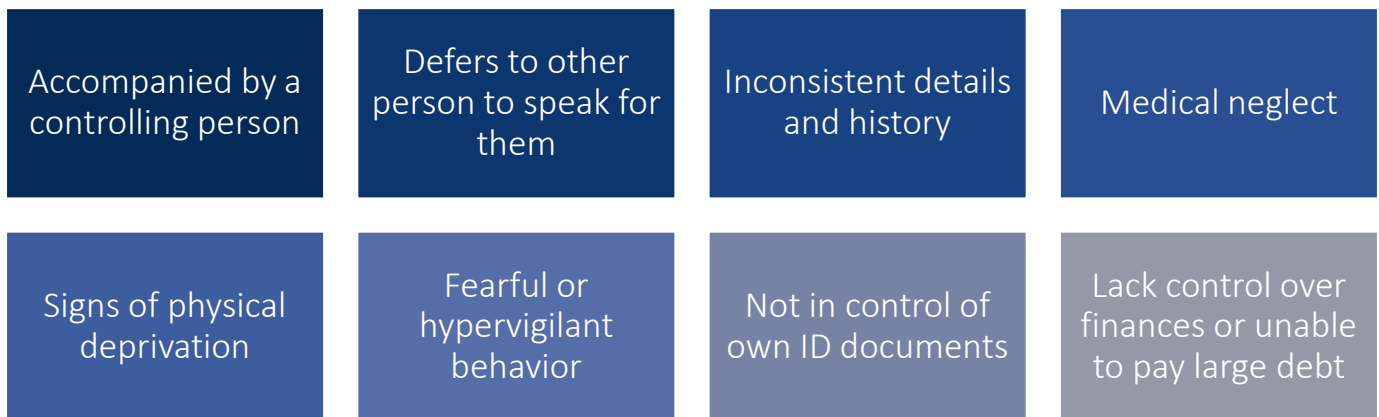 Accompanied by a
controlling person
Defers to other
person to speak for
them
Inconsistent details
and history
Medical neglect
Signs of physical
deprivation
Fearful or
hypervigilant
behavior
Not in control of
own ID documents
Lack control over
finances or unable
to pay large debt